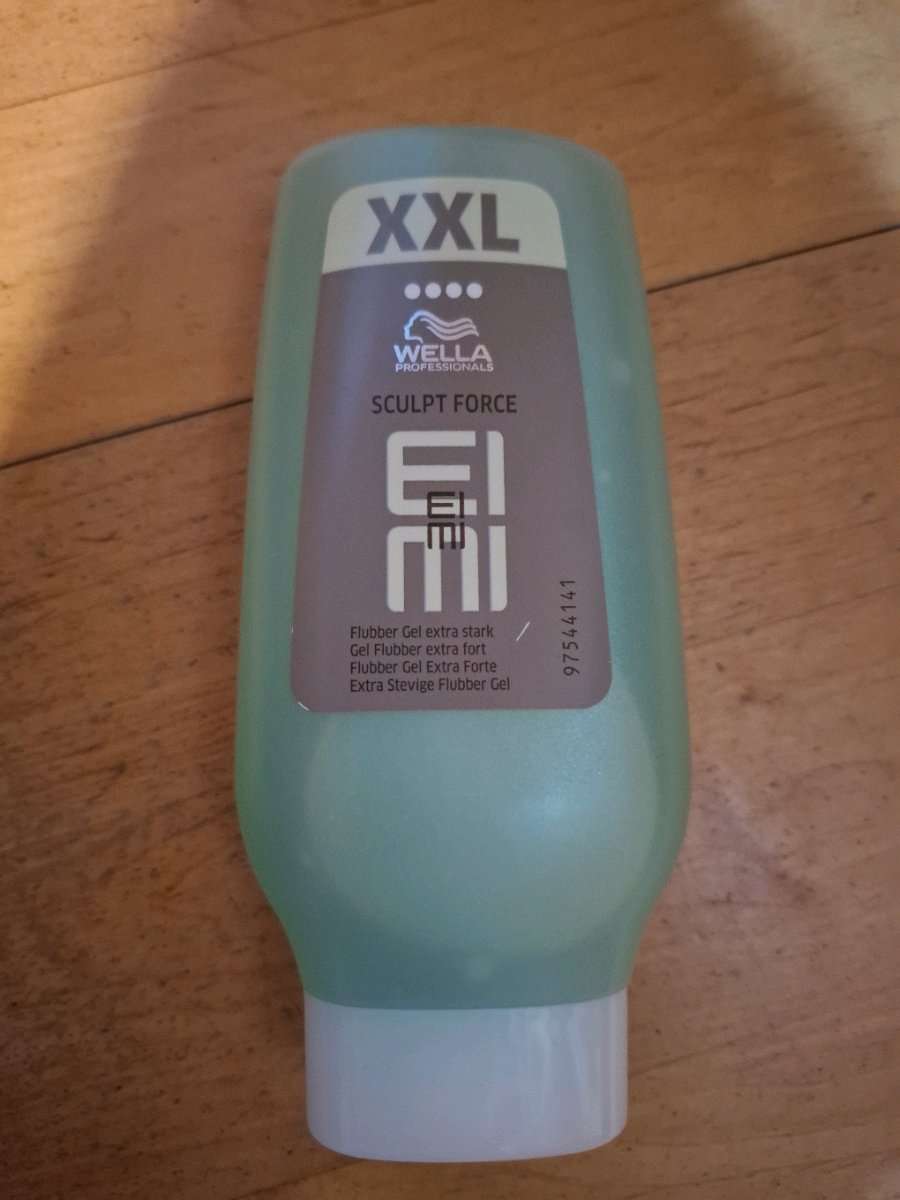 XXL
WELLA
PROFESSIONALS
SCULPT FORCE
EIMI
EIMI
Flubber Gel extra stark
Gel Flubber extra fort
Flubber Gel Extra Forte
Extra Stevige Flubber Gel
97544141